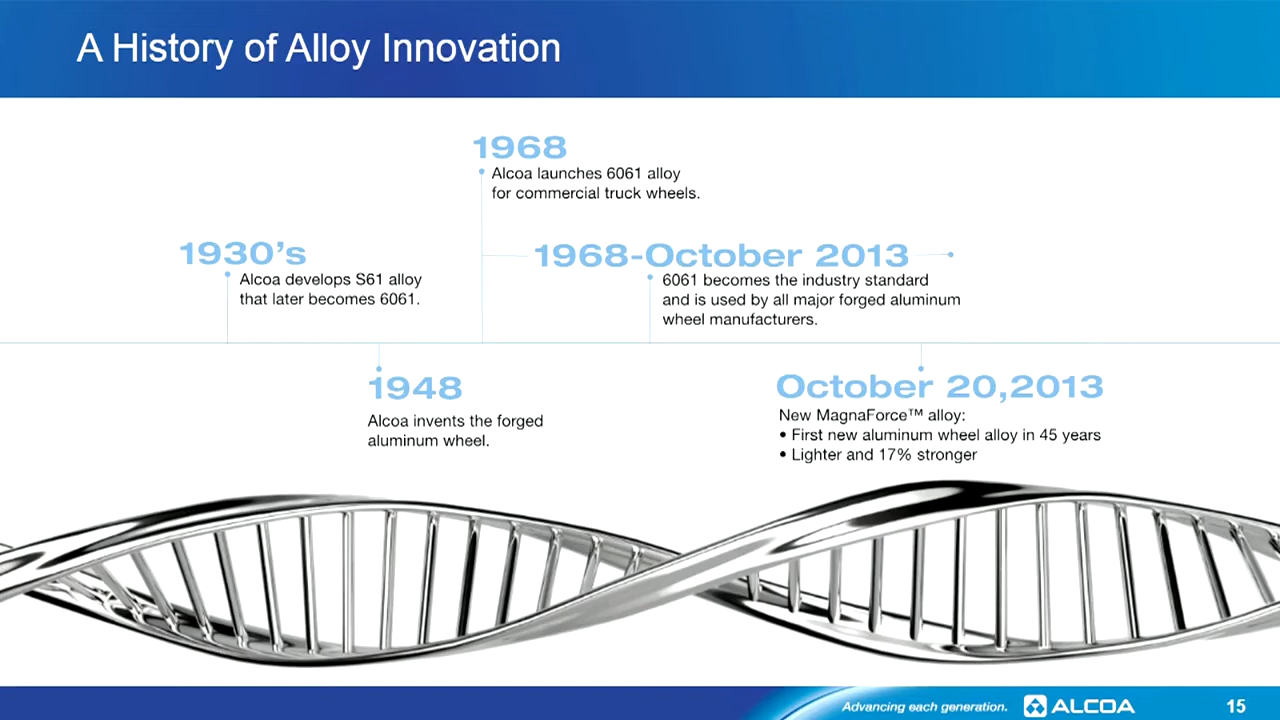 A History of Alloy Innovation
1968
Alcoa launches 6061 alloy
for commercial truck wheels.
1930's
Alcoa develops S61 alloy
that later becomes 6061.
1968-October 2013
6061 becomes the industry standard
and is used by all major forged aluminum
wheel manufacturers.
1948
Alcoa invents the forged
aluminum wheel.
October 20,2013
New MagnaForce™ alloy:
• First new aluminum wheel alloy in 45 years
• Lighter and 17% stronger
Advancing each generation.
ALCOA
15